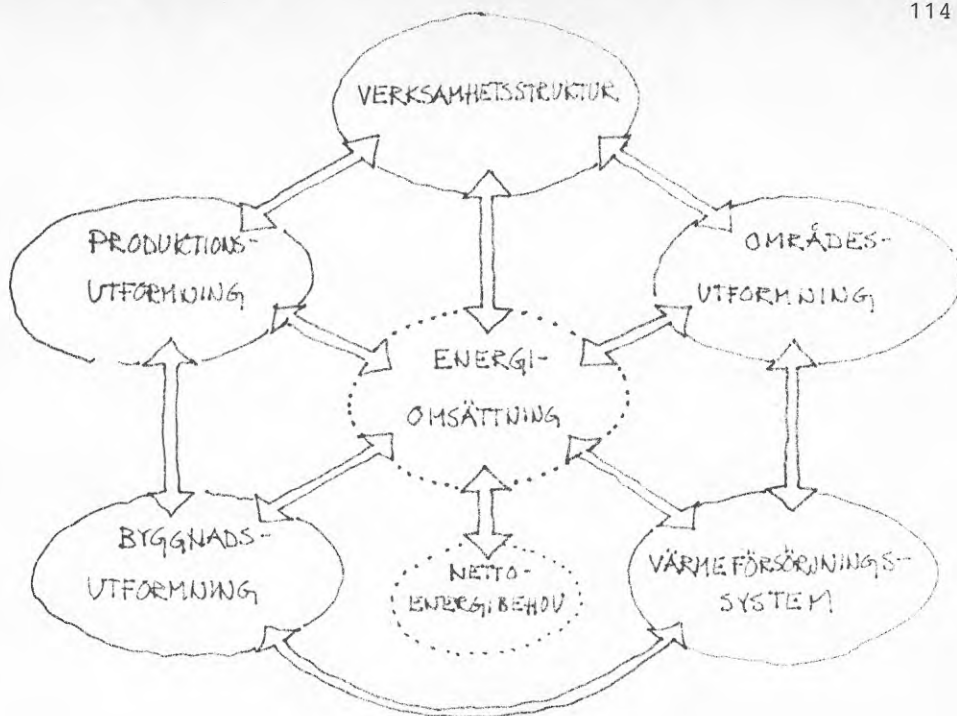 114
VERKSAMHETSSTRUKTUR
PRODUKTIONS-
UTFORMNING
OMRÅDES-
UTFORMNING
ENERGI-
OMSÄTTNING
BYGGNADS-
UTFORMNING
NETTO-
ENERGIBEHOV
VÄRMEFÖRSÖRJNINGS-
SYSTEM